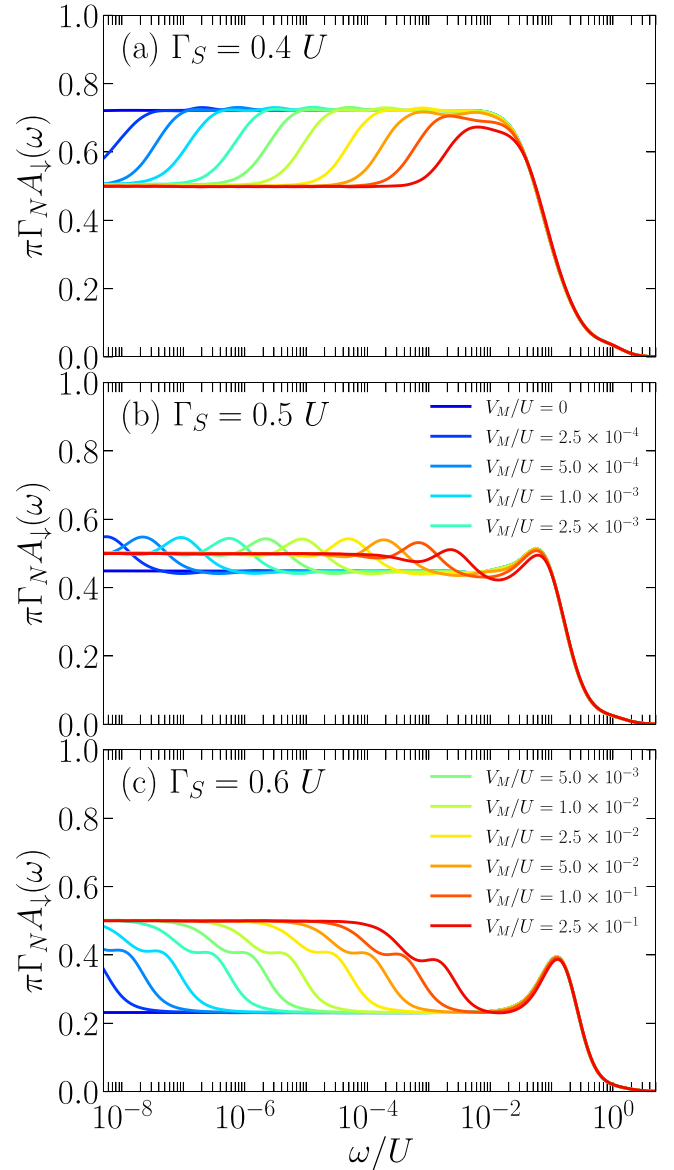 (a) Γ_S = 0.4 U
1.0
0.8
0.6
0.4
0.2
0.0
πΓ_N A_↓(ω)
(b) Γ_S = 0.5 U
1.0
0.8
0.6
0.4
0.2
0.0
πΓ_N A_↓(ω)
V_M/U = 0
V_M/U = 2.5 × 10^{-4}
V_M/U = 5.0 × 10^{-4}
V_M/U = 1.0 × 10^{-3}
V_M/U = 2.5 × 10^{-3}
(c) Γ_S = 0.6 U
1.0
0.8
0.6
0.4
0.2
0.0
πΓ_N A_↓(ω)
V_M/U = 5.0 × 10^{-3}
V_M/U = 1.0 × 10^{-2}
V_M/U = 2.5 × 10^{-2}
V_M/U = 5.0 × 10^{-2}
V_M/U = 1.0 × 10^{-1}
V_M/U = 2.5 × 10^{-1}
10^{-8} 10^{-6} 10^{-4} 10^{-2} 10^{0}
ω/U